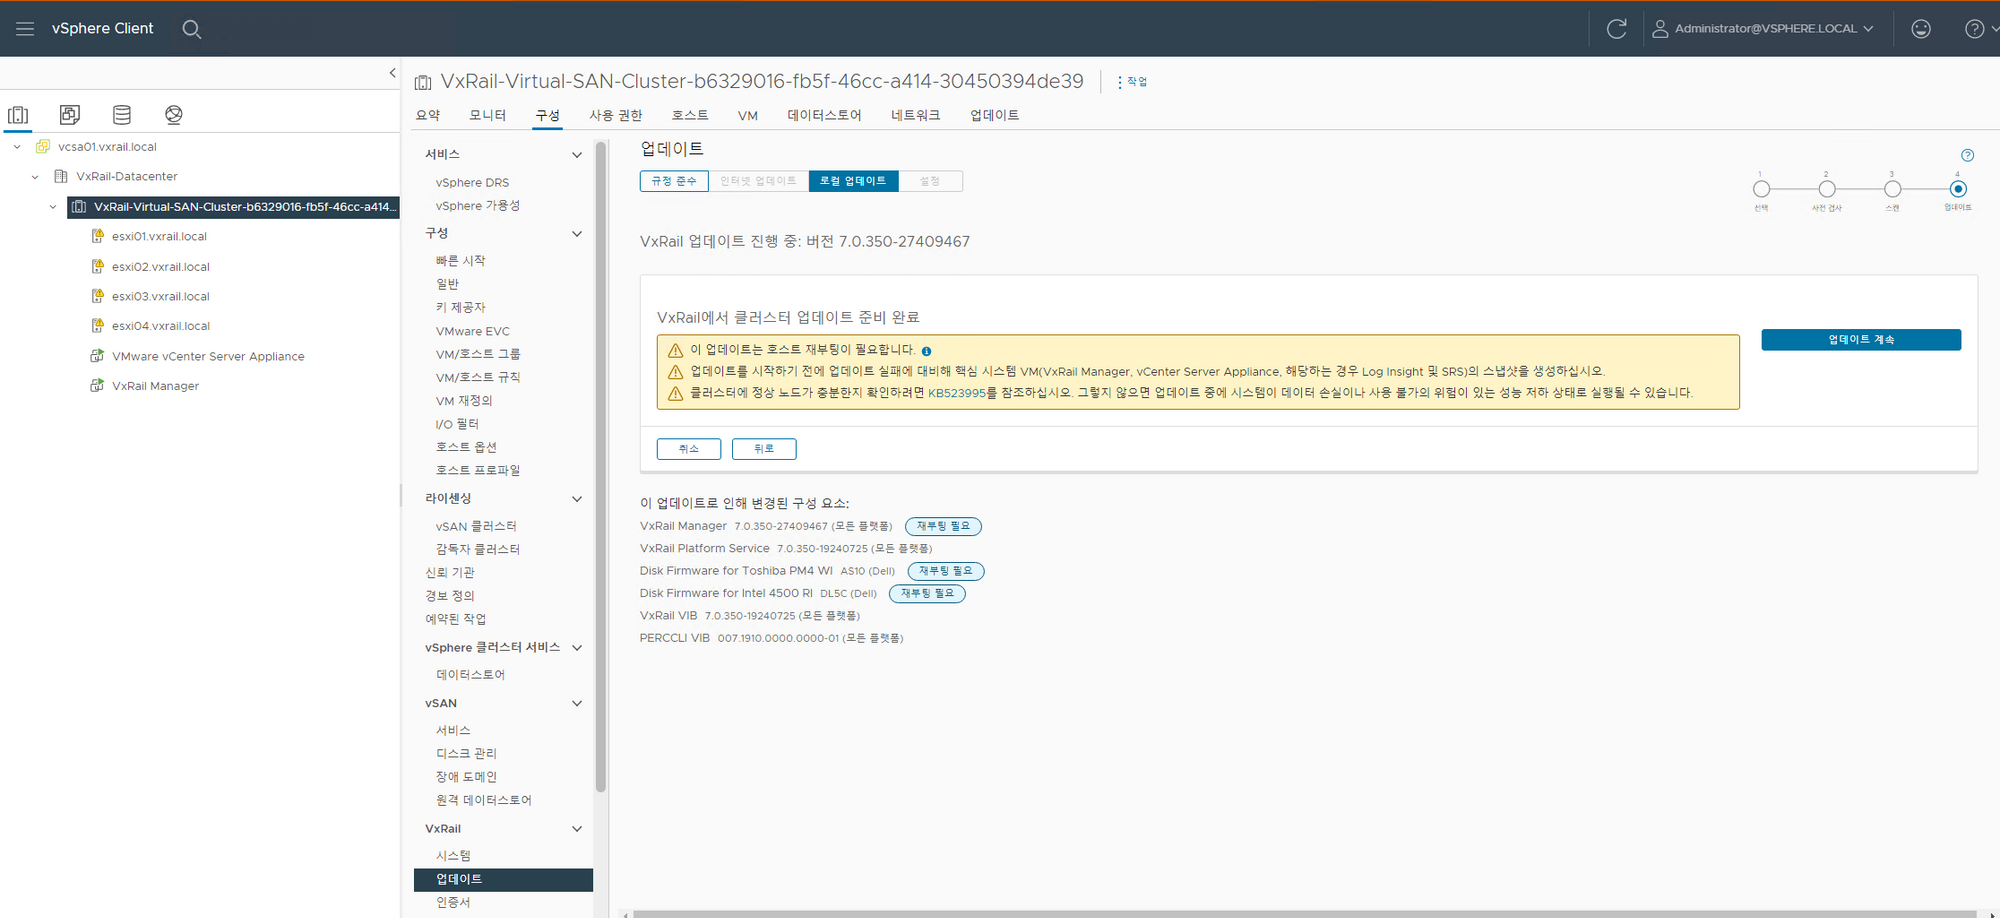 vSphere Client
Administrator@VSPHERE.LOCAL
VxRail-Virtual-SAN-Cluster-b6329016-fb5f-46cc-a414-30450394de39
작업
요약 모니터 구성 사용 권한 호스트 VM 데이터스토어 네트워크 업데이트
vcsa01.vxrail.local
VxRail-Datacenter
VxRail-Virtual-SAN-Cluster-b6329016-fb5f-46cc-a414...
esxi01.vxrail.local
esxi02.vxrail.local
esxi03.vxrail.local
esxi04.vxrail.local
VMware vCenter Server Appliance
VxRail Manager
서비스
vSphere DRS
vSphere 가용성
구성
빠른 시작
일반
키 제공자
VMware EVC
VM/호스트 그룹
VM/호스트 규칙
VM 재정의
I/O 필터
호스트 옵션
호스트 프로파일
라이센싱
vSAN 클러스터
감독자 클러스터
신뢰 기관
경보 정의
예약된 작업
vSphere 클러스터 서비스
데이터스토어
vSAN
서비스
디스크 관리
장애 도메인
원격 데이터스토어
VxRail
시스템
업데이트
인증서
업데이트
규정 준수 인터넷 업데이트 로컬 업데이트 설정
1 2 3 4
선택 사전 검사 스캔 업데이트
VxRail 업데이트 진행 중: 버전 7.0.350-27409467
VxRail에서 클러스터 업데이트 준비 완료
이 업데이트는 호스트 재부팅이 필요합니다.
업데이트를 시작하기 전에 업데이트 실패에 대비해 핵심 시스템 VM(VxRail Manager, vCenter Server Appliance, 해당하는 경우 Log Insight 및 SRS)의 스냅샷을 생성하십시오.
클러스터에 정상 노드가 충분한지 확인하려면 KB523995를 참조하십시오. 그렇지 않으면 업데이트 중에 시스템이 데이터 손실이나 사용 불가의 위험이 있는 성능 저하 상태로 실행될 수 있습니다.
업데이트 계속
취소 뒤로
이 업데이트로 인해 변경된 구성 요소:
VxRail Manager 7.0.350-27409467 (모든 플랫폼) 재부팅 필요
VxRail Platform Service 7.0.350-19240725 (모든 플랫폼)
Disk Firmware for Toshiba PM4 WI AS10 (Dell) 재부팅 필요
Disk Firmware for Intel 4500 RI DL5C (Dell) 재부팅 필요
VxRail VIB 7.0.350-19240725 (모든 플랫폼)
PERCCLI VIB 007.1910.0000.0000-01 (모든 플랫폼)